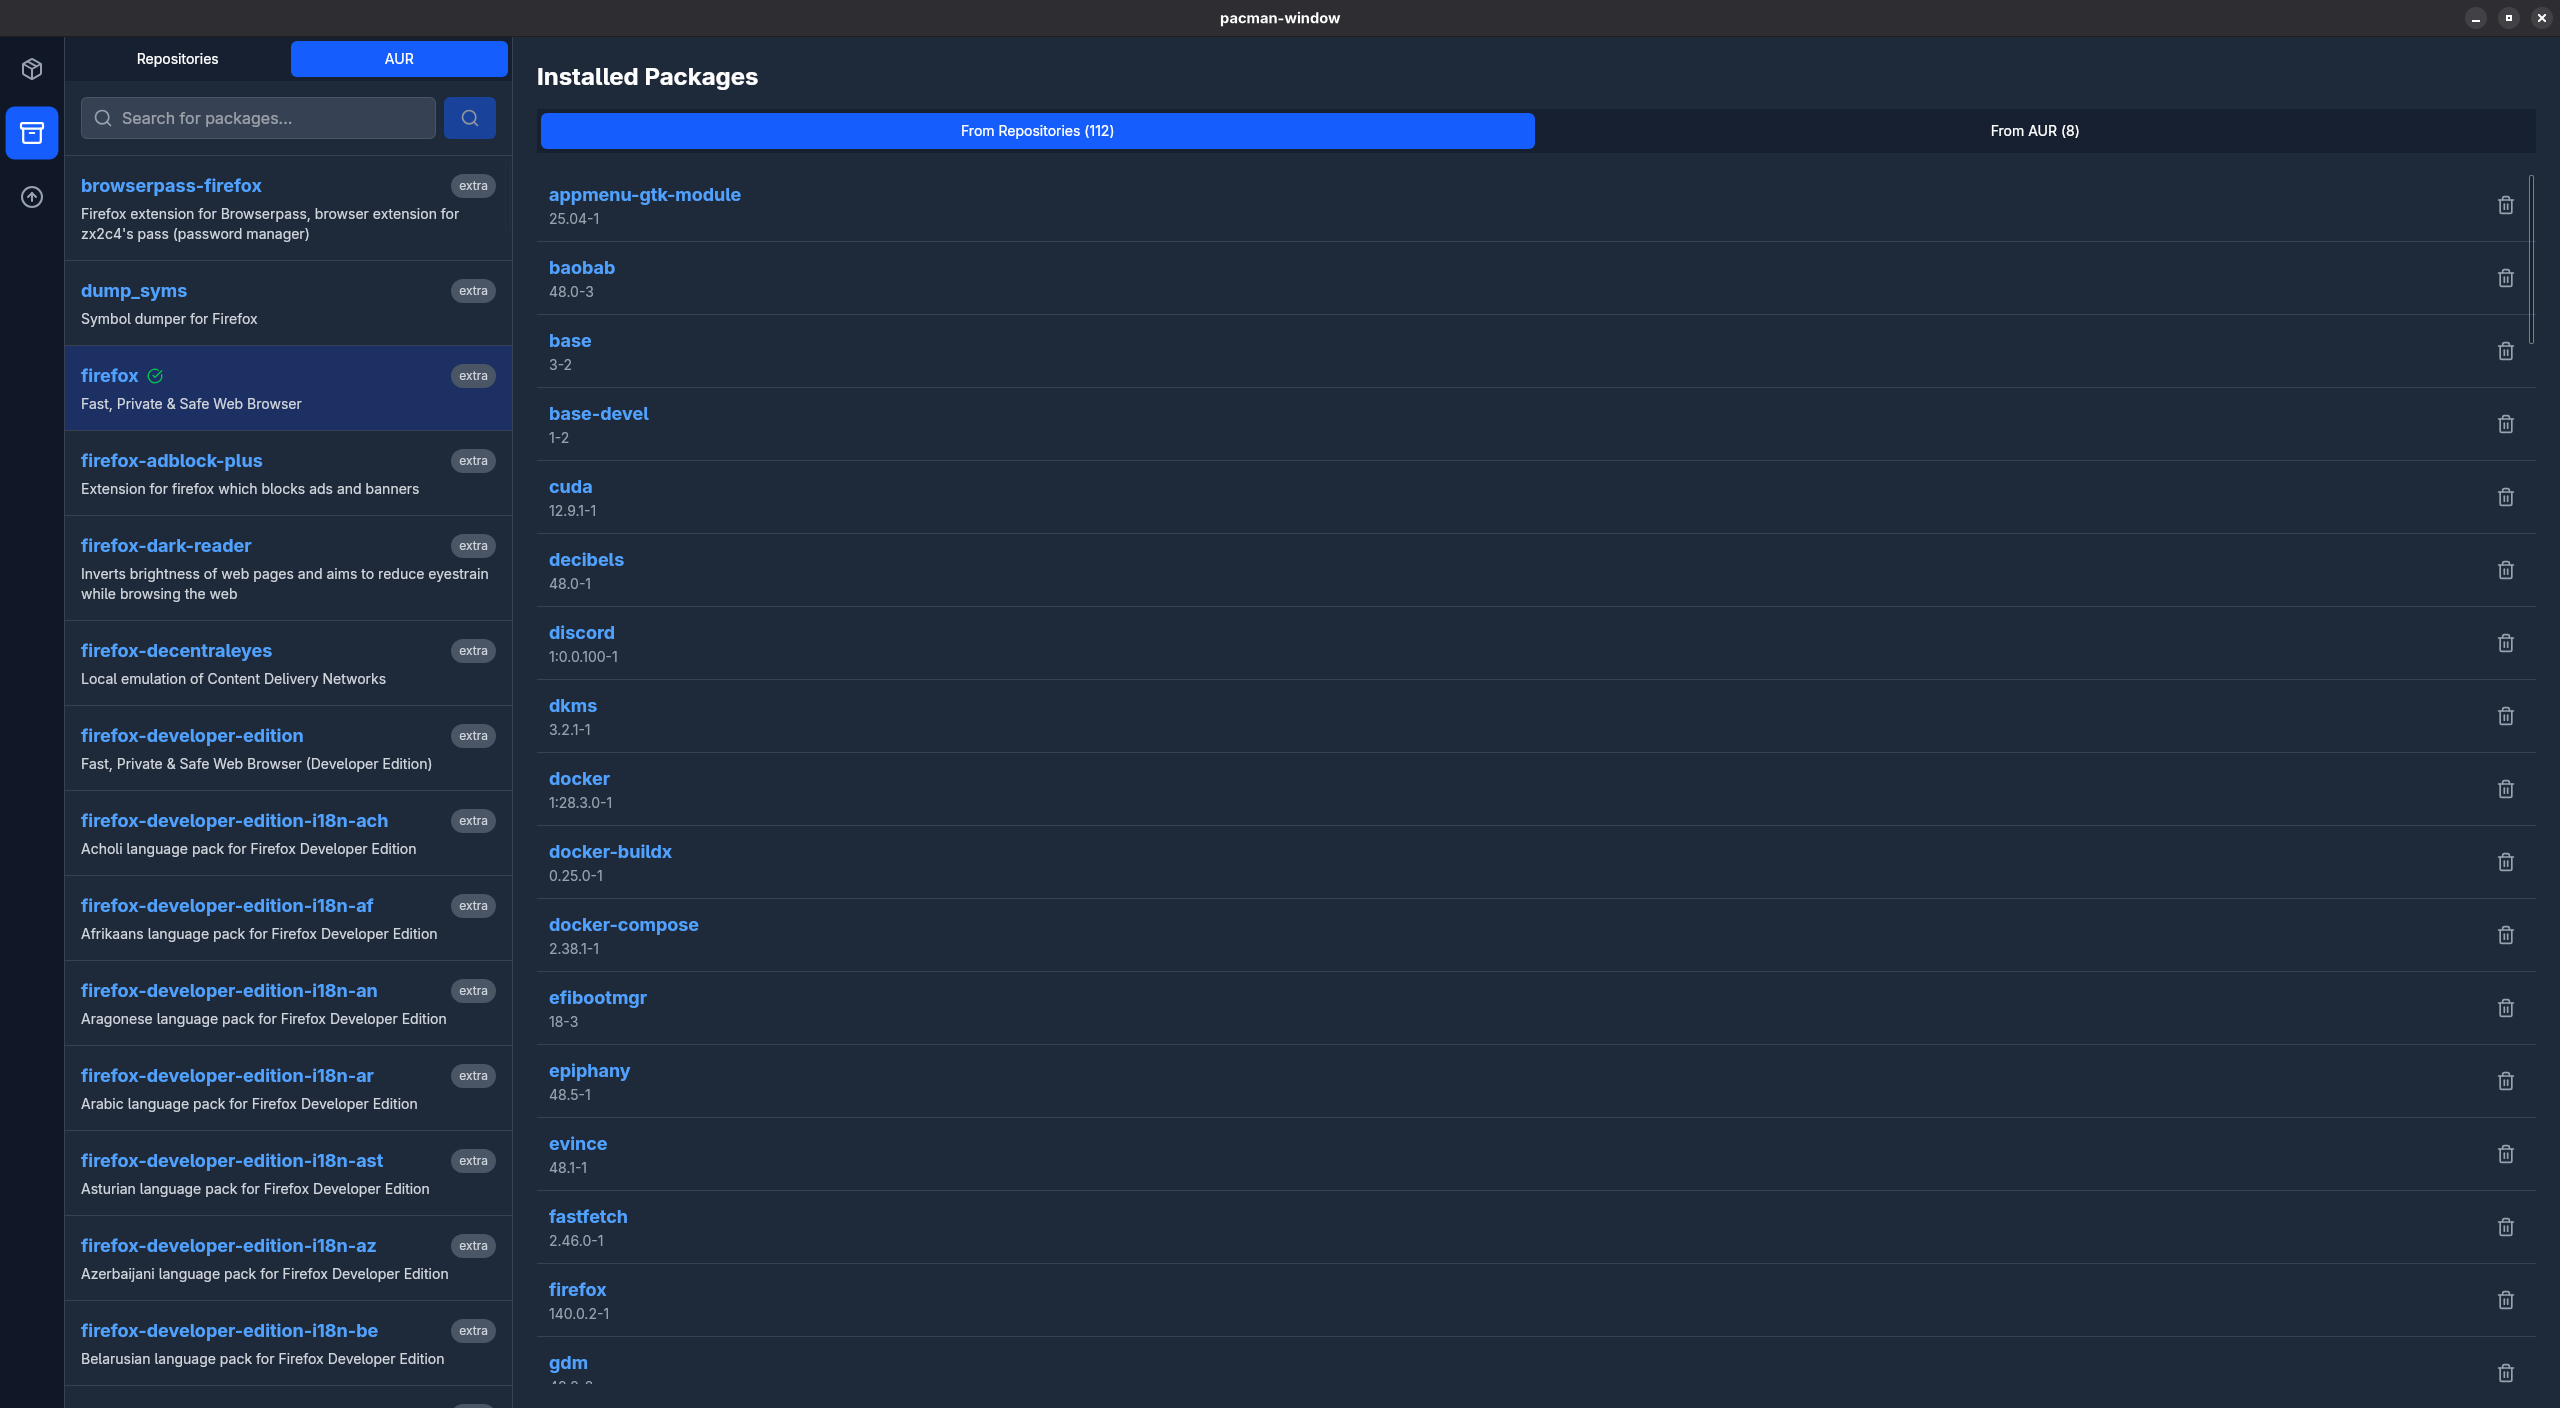 pacman-window
Repositories
AUR
Search for packages...
browserpass-firefox
extra
Firefox extension for Browserpass, browser extension for
zx2c4's pass (password manager)
dump_syms
extra
Symbol dumper for Firefox
firefox
extra
Fast, Private & Safe Web Browser
firefox-adblock-plus
extra
Extension for firefox which blocks ads and banners
firefox-dark-reader
extra
Inverts brightness of web pages and aims to reduce eyestrain
while browsing the web
firefox-decentraleyes
extra
Local emulation of Content Delivery Networks
firefox-developer-edition
extra
Fast, Private & Safe Web Browser (Developer Edition)
firefox-developer-edition-i18n-ach
extra
Acholi language pack for Firefox Developer Edition
firefox-developer-edition-i18n-af
extra
Afrikaans language pack for Firefox Developer Edition
firefox-developer-edition-i18n-an
extra
Aragonese language pack for Firefox Developer Edition
firefox-developer-edition-i18n-ar
extra
Arabic language pack for Firefox Developer Edition
firefox-developer-edition-i18n-ast
extra
Asturian language pack for Firefox Developer Edition
firefox-developer-edition-i18n-az
extra
Azerbaijani language pack for Firefox Developer Edition
firefox-developer-edition-i18n-be
extra
Belarusian language pack for Firefox Developer Edition
Installed Packages
From Repositories (112)
From AUR (8)
appmenu-gtk-module
25.04-1
baobab
48.0-3
base
3-2
base-devel
1-2
cuda
12.9.1-1
decibels
48.0-1
discord
1:0.0.100-1
dkms
3.2.1-1
docker
1:28.3.0-1
docker-buildx
0.25.0-1
docker-compose
2.38.1-1
efibootmgr
18-3
epiphany
48.5-1
evince
48.1-1
fastfetch
2.46.0-1
firefox
140.0.2-1
gdm